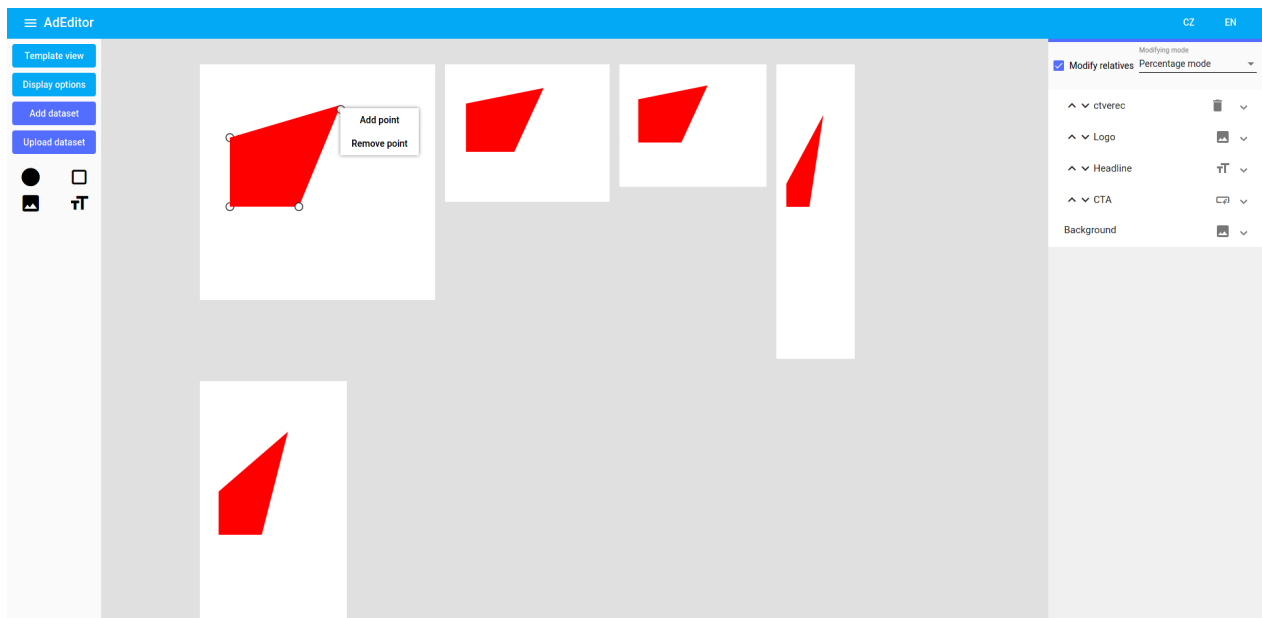 AdEditor
CZ EN
Template view
Display options
Add dataset
Upload dataset
Add point
Remove point
Modify relatives
Modifying mode
Percentage mode
ctverec
Logo
Headline
CTA
Background